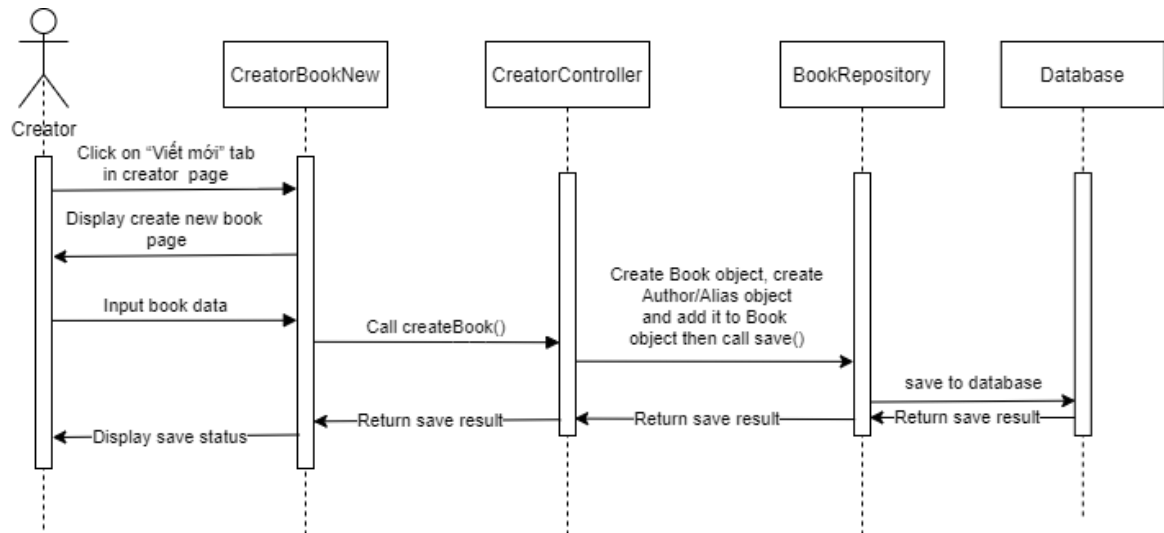 CreatorBookNew
CreatorController
BookRepository
Database
Creator
Click on “Viết mới” tab
in creator page
Display create new book
page
Input book data
Call createBook()
Create Book object, create
Author/Alias object
and add it to Book
object then call save()
save to database
Return save result
Return save result
Return save result
Display save status